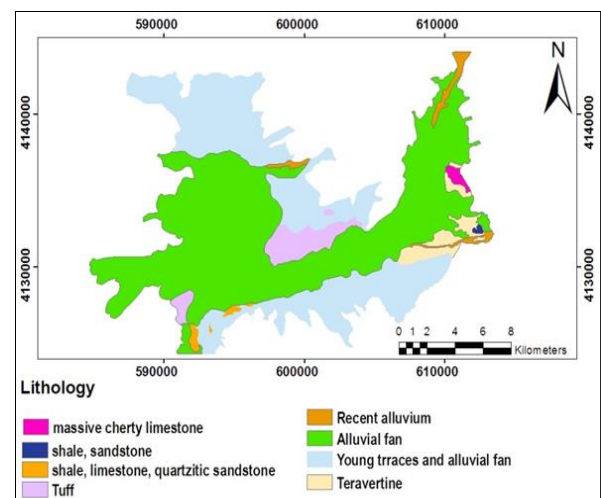 590000 600000 610000
N
4140000 4140000
4130000 4130000
0 1 2 4 6 8
Kilometers
590000 600000 610000
Lithology
massive cherty limestone
shale, sandstone
shale, limestone, quartzitic sandstone
Tuff
Recent alluvium
Alluvial fan
Young trraces and alluvial fan
Teravertine